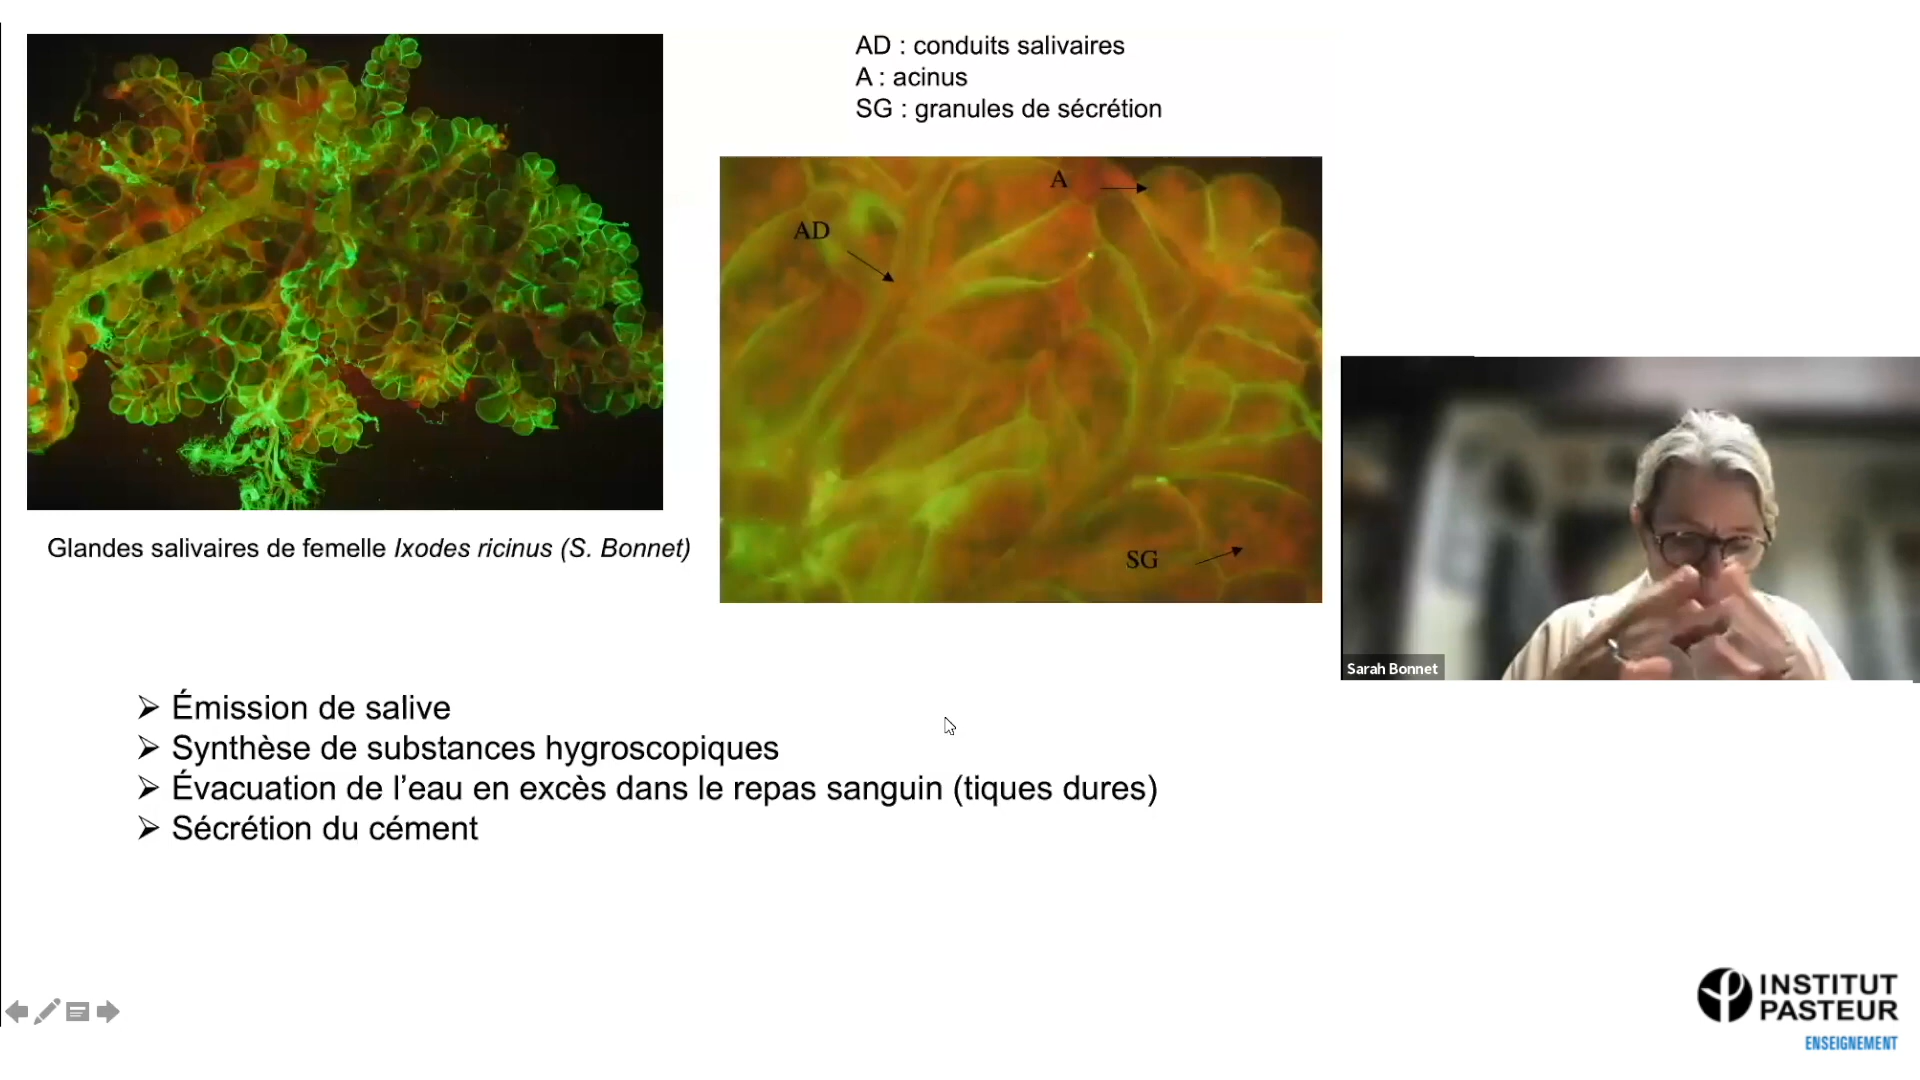 AD : conduits salivaires
A : acinus
SG : granules de sécrétion
A
AD
SG
Glandes salivaires de femelle Ixodes ricinus (S. Bonnet)
Sarah Bonnet
➢ Émission de salive
➢ Synthèse de substances hygroscopiques
➢ Évacuation de l’eau en excès dans le repas sanguin (tiques dures)
➢ Sécrétion du cément
INSTITUT
PASTEUR
ENSEIGNEMENT